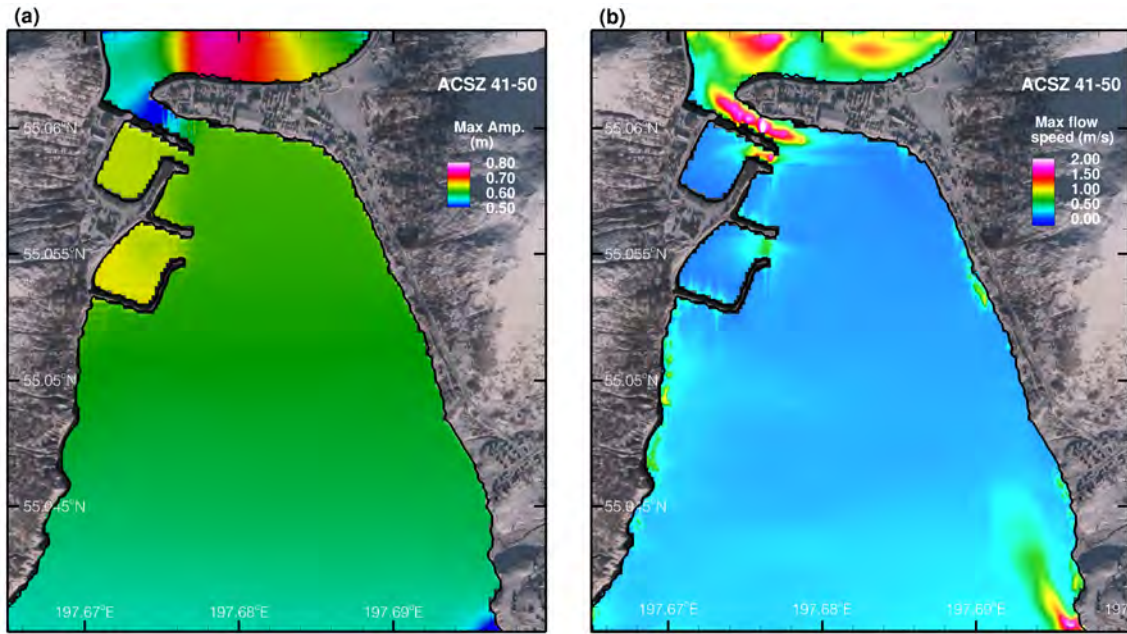 (a)
ACSZ 41-50
Max Amp.
(m)
0.80
0.70
0.60
0.50
55.06°N
55.055°N
55.05°N
55.045°N
197.67°E
197.68°E
197.69°E
(b)
ACSZ 41-50
Max flow
speed (m/s)
2.00
1.50
1.00
0.50
0.00
55.06°N
55.055°N
55.05°N
55.045°N
197.67°E
197.68°E
197.69°E
197.7